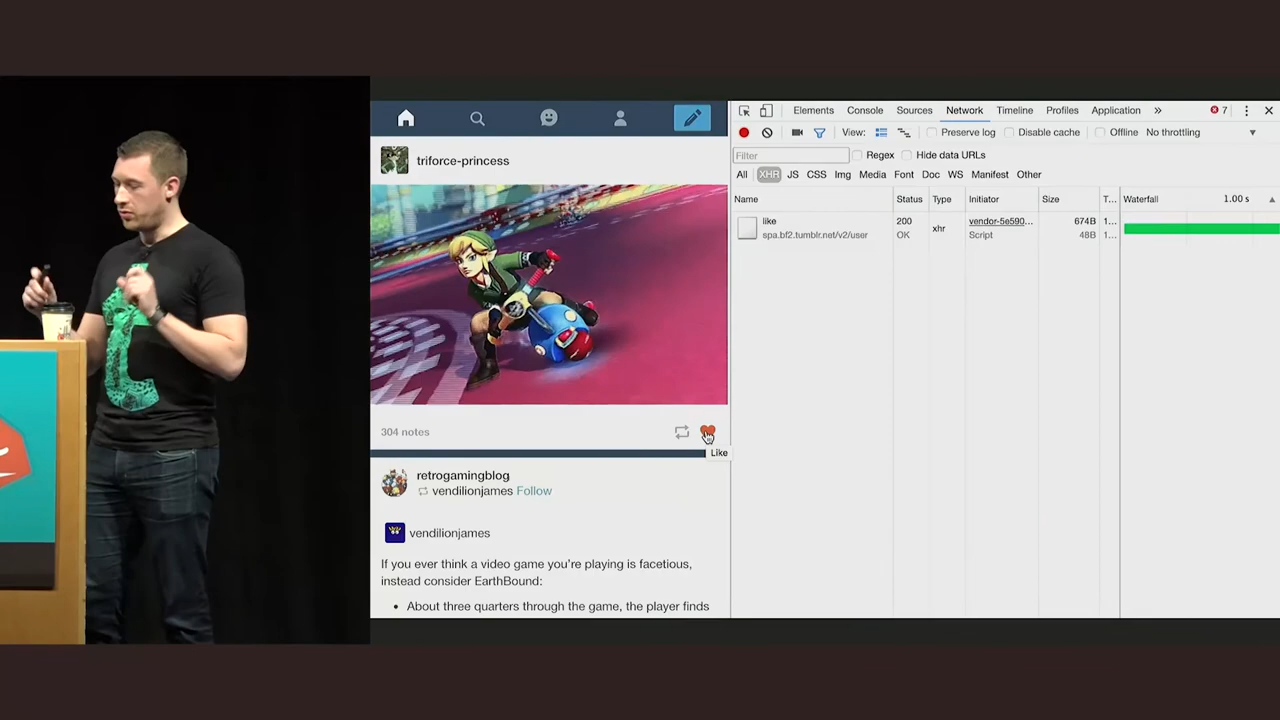 triforce-princess
304 notes
Like
retrogamingblog
vendilionjames Follow
vendilionjames
If you ever think a video game you're playing is facetious,
instead consider EarthBound:
• About three quarters through the game, the player finds
Elements Console Sources Network Timeline Profiles Application » 7
View: Preserve log Disable cache Offline No throttling
Filter Regex Hide data URLs
All XHR JS CSS Img Media Font Doc WS Manifest Other
Name Status Type Initiator Size T... Waterfall 1.00 s
like 200 xhr vendor-5e590... 674B 1...
spa.bf2.tumblr.net/v2/user OK Script 48B 1...